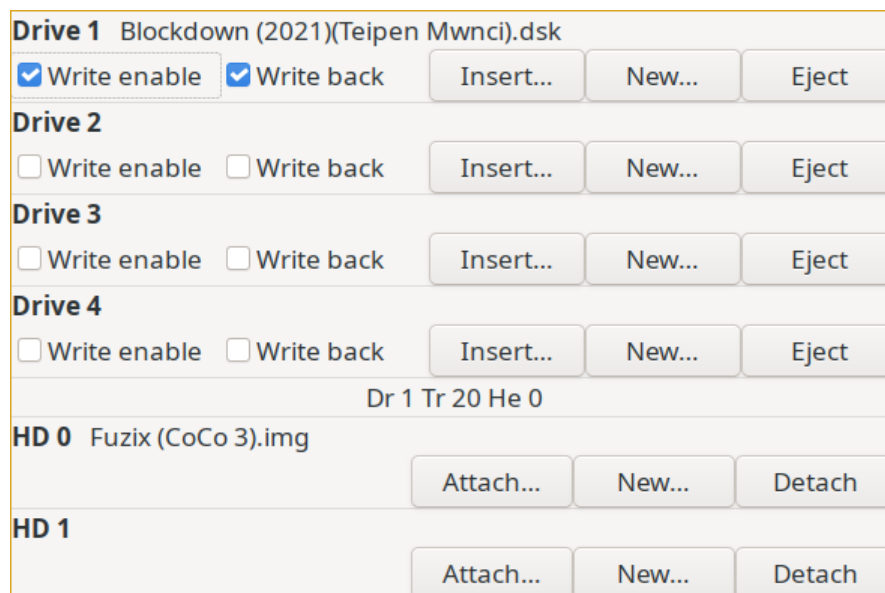 Drive 1 Blockdown (2021)(Teipen Mwnci).dsk
Write enable Write back Insert... New... Eject
Drive 2
Write enable Write back Insert... New... Eject
Drive 3
Write enable Write back Insert... New... Eject
Drive 4
Write enable Write back Insert... New... Eject
Dr 1 Tr 20 He 0
HD 0 Fuzix (CoCo 3).img
Attach... New... Detach
HD 1
Attach... New... Detach